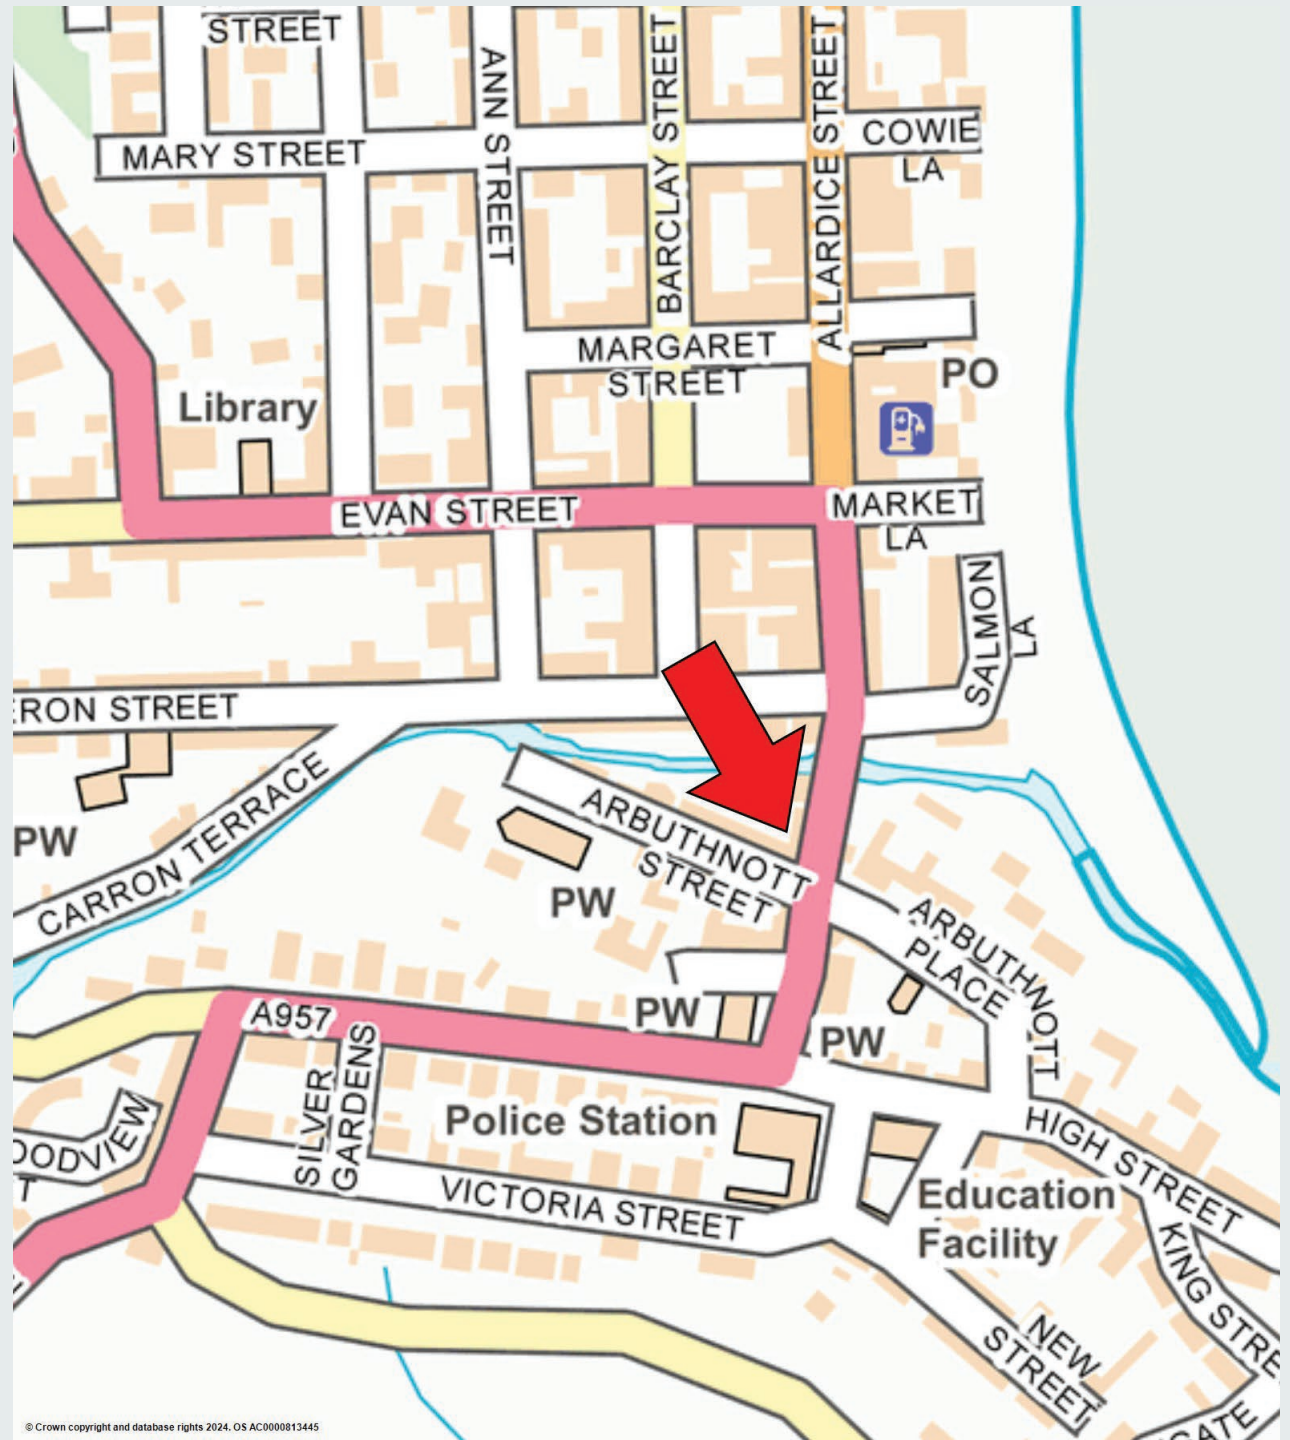 STREET
ANN STREET
BARCLAY STREET
ALLARDICE STREET
COWIE
LA
MARY STREET
MARGARET
STREET
PO
Library
EVAN STREET
MARKET
LA
SALMON
LA
RON STREET
ARBUTHNOTT
STREET
CARRON TERRACE
PW
PW
ARBUTHNOTT
PLACE
A957
PW
PW
SILVER
GARDENS
Police Station
OODVIEW
T
VICTORIA STREET
HIGH STREET
Education
Facility
KING STRE
NEW
STREET
GATE
© Crown copyright and database rights 2024. OS AC0000813445